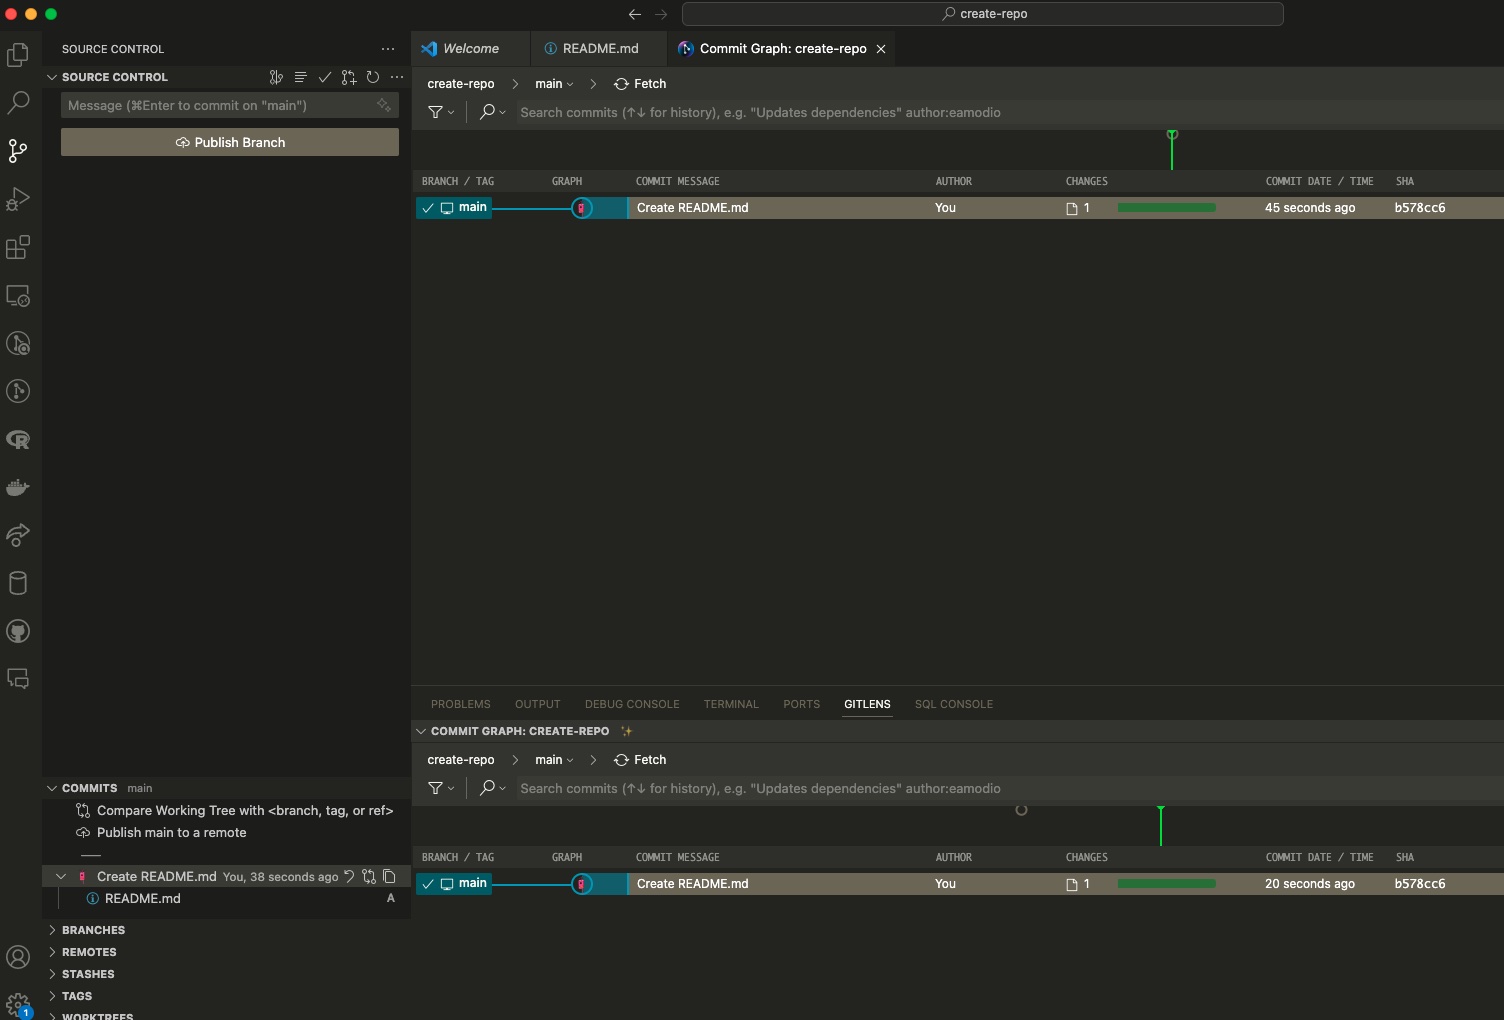 create-repo
SOURCE CONTROL
SOURCE CONTROL
Message (⌘Enter to commit on "main")
Publish Branch
COMMITS main
Compare Working Tree with <branch, tag, or ref>
Publish main to a remote
Create README.md You, 38 seconds ago
README.md A
BRANCHES
REMOTES
STASHES
TAGS
WORKTREES
1
Welcome README.md Commit Graph: create-repo
create-repo main Fetch
Search commits (↑↓ for history), e.g. "Updates dependencies" author:eamodio
BRANCH / TAG GRAPH COMMIT MESSAGE AUTHOR CHANGES COMMIT DATE / TIME SHA
main Create README.md You 1 45 seconds ago b578cc6
PROBLEMS OUTPUT DEBUG CONSOLE TERMINAL PORTS GITLENS SQL CONSOLE
COMMIT GRAPH: CREATE-REPO
create-repo main Fetch
Search commits (↑↓ for history), e.g. "Updates dependencies" author:eamodio
BRANCH / TAG GRAPH COMMIT MESSAGE AUTHOR CHANGES COMMIT DATE / TIME SHA
main Create README.md You 1 20 seconds ago b578cc6